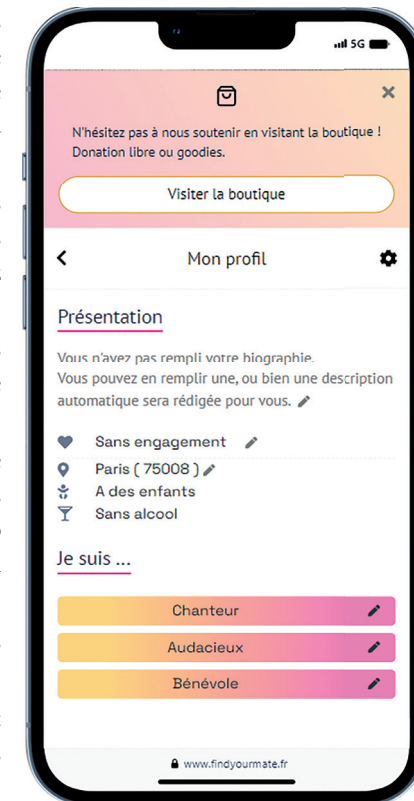 5G
N'hésitez pas à nous soutenir en visitant la boutique !
Donation libre ou goodies.
Visiter la boutique
Mon profil
Présentation
Vous n'avez pas rempli votre biographie.
Vous pouvez en remplir une, ou bien une description
automatique sera rédigée pour vous.
Sans engagement
Paris ( 75008 )
A des enfants
Sans alcool
Je suis ...
Chanteur
Audacieux
Bénévole
www.findyourmate.fr